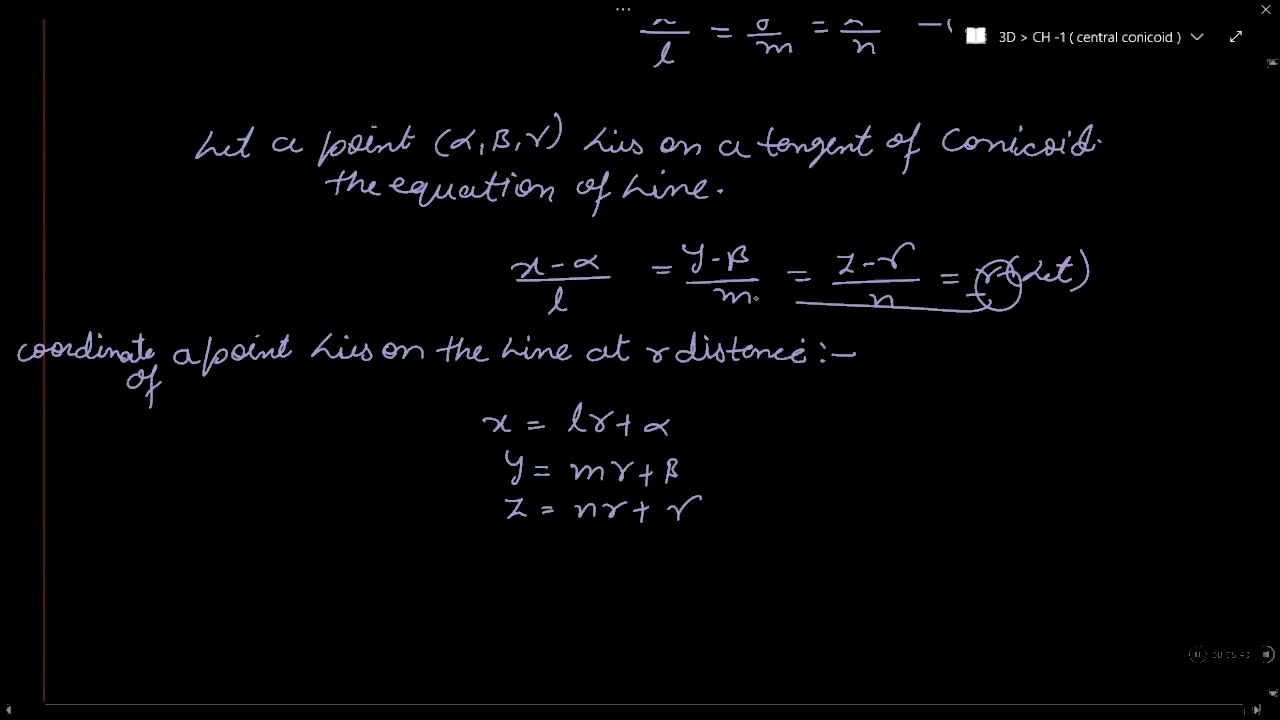 l = m = n
3D > CH -1 ( central conicoid )
Let a point (α, β, γ) Lies on a tangent of Conicoid.
the equation of Line.
x-α/l = y-β/m = z-γ/n = r (Let)
coordinate of a point Lies on the Line at r distance :-
x = lr + α
y = mr + β
z = nr + γ